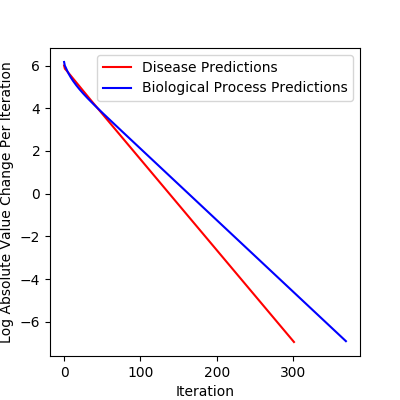 Disease Predictions
Biological Process Predictions
Log Absolute Value Change Per Iteration
6
4
2
0
−2
−4
−6
0 100 200 300
Iteration